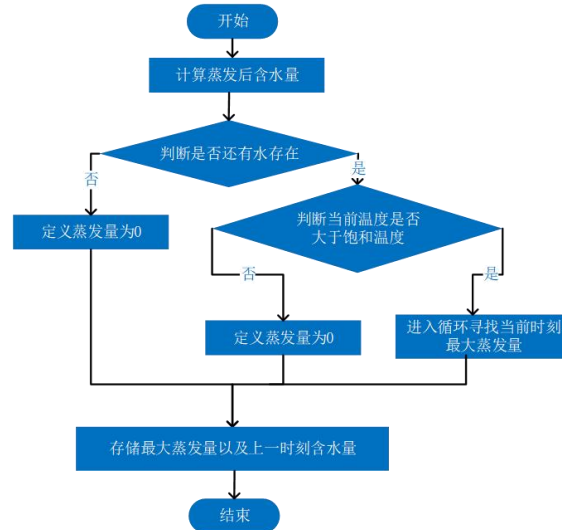 开始
计算蒸发后含水量
判断是否还有水存在
否
是
定义蒸发量为0
判断当前温度是否
大于饱和温度
否
是
定义蒸发量为0
进入循环寻找当前时刻
最大蒸发量
存储最大蒸发量以及上一时刻含水量
结束